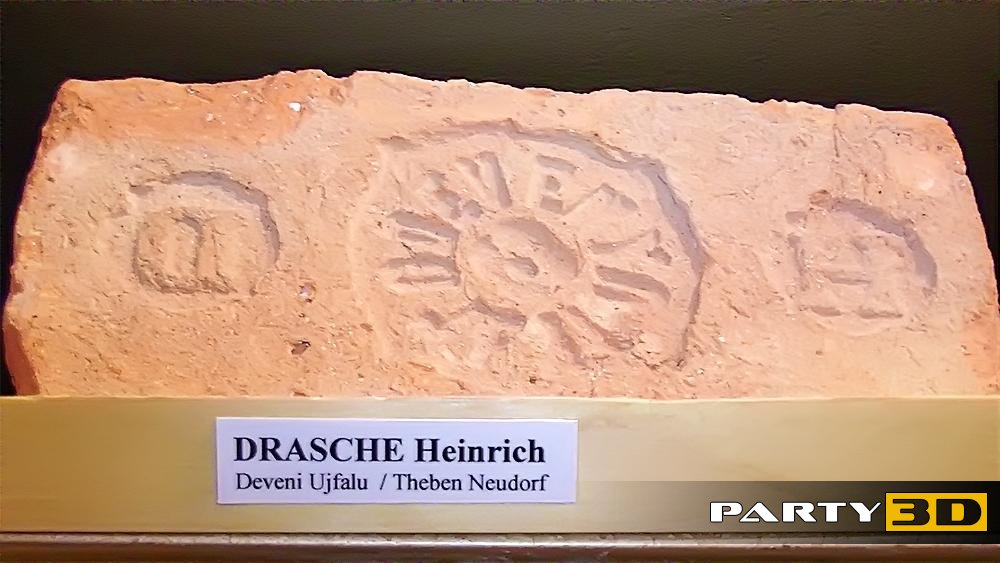 DRASCHE Heinrich
Deveni Ujfalu / Theben Neudorf
PARTY 3D